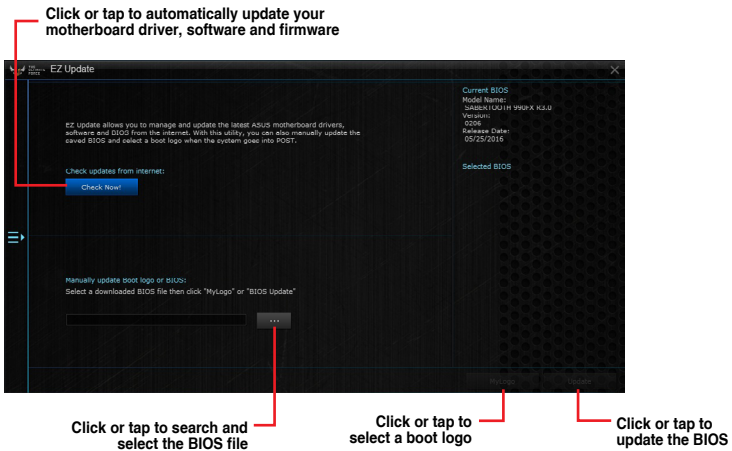 Click or tap to automatically update your
motherboard driver, software and firmware
EZ Update
EZ Update allows you to manage and update the latest ASUS motherboard drivers,
software and BIOS from the internet. With this utility, you can also manually update the
saved BIOS and select a boot logo when the system goes into POST.
Check updates from internet:
Check Now!
Manually update Boot logo or BIOS:
Select a downloaded BIOS file then click "MyLogo" or "BIOS Update"
...
Current BIOS
Model Name:
SABERTOOTH 990FX R3.0
Version:
0206
Release Date:
05/25/2016
Selected BIOS
MyLogo
Update
Click or tap to search and
select the BIOS file
Click or tap to
select a boot logo
Click or tap to
update the BIOS